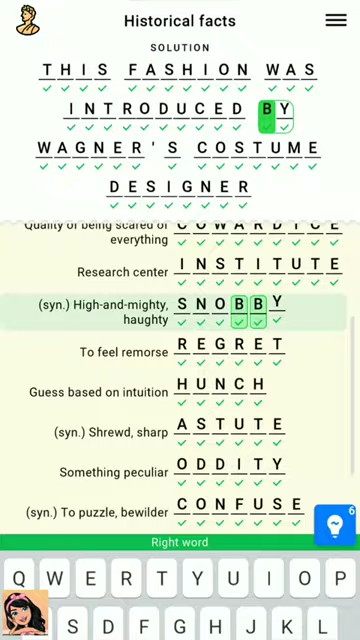 Historical facts
SOLUTION
THIS FASHION WAS
INTRODUCED BY
WAGNER'S COSTUME
DESIGNER
Quality of being scared of everything COWARDICE
Research center INSTITUTE
(syn.) High-and-mighty, haughty SNOBBY
To feel remorse REGRET
Guess based on intuition HUNCH
(syn.) Shrewd, sharp ASTUTE
Something peculiar ODDITY
(syn.) To puzzle, bewilder CONFUSE
6
Right word
Q W E R T Y U I O P
S D F G H J K L